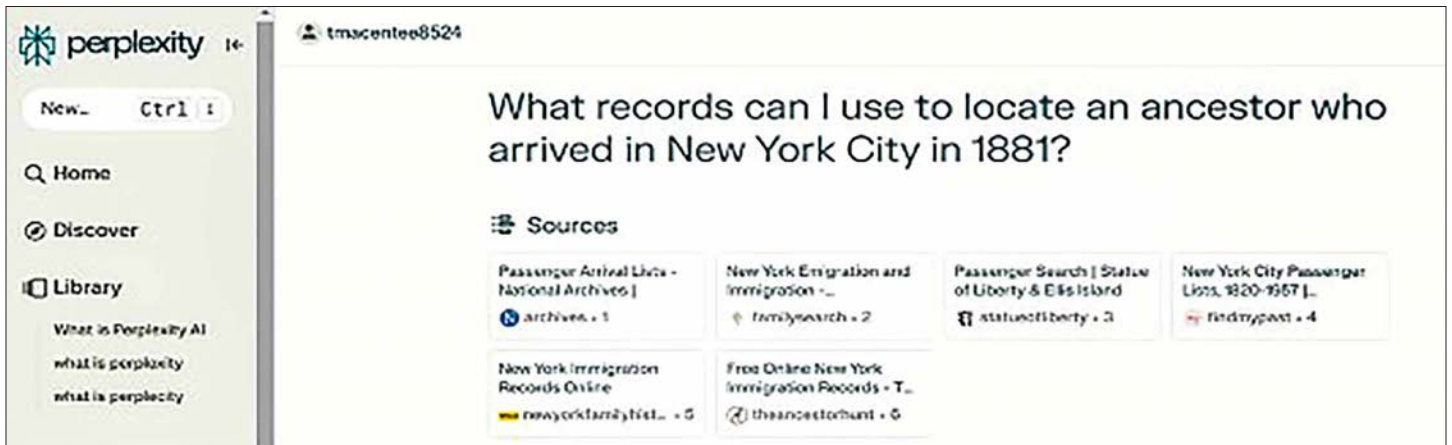 perplexity
New... Ctrl I
Home
Discover
Library
What is Perplexity AI
what is perplexity
what is perplecity
tmacentee8524
What records can I use to locate an ancestor who
arrived in New York City in 1881?
Sources
Passenger Arrival Lists -
National Archives |
archives • 1
New York Emigration and
Immigration -...
familysearch • 2
Passenger Search | Statue
of Liberty & Ellis Island
statueofliberty • 3
New York City Passenger
Lists, 1820-1957 |...
findmypast • 4
New York Immigration
Records Online
newyorkfamilyhist... • 5
Free Online New York
Immigration Records - T...
theancestorhunt • 6